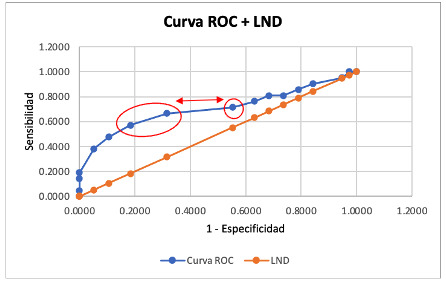 Curva ROC + LND
1.2000
1.0000
0.8000
0.6000
0.4000
0.2000
0.0000
Sensibilidad
0.0000 0.2000 0.4000 0.6000 0.8000 1.0000 1.2000
1 - Especificidad
Curva ROC LND